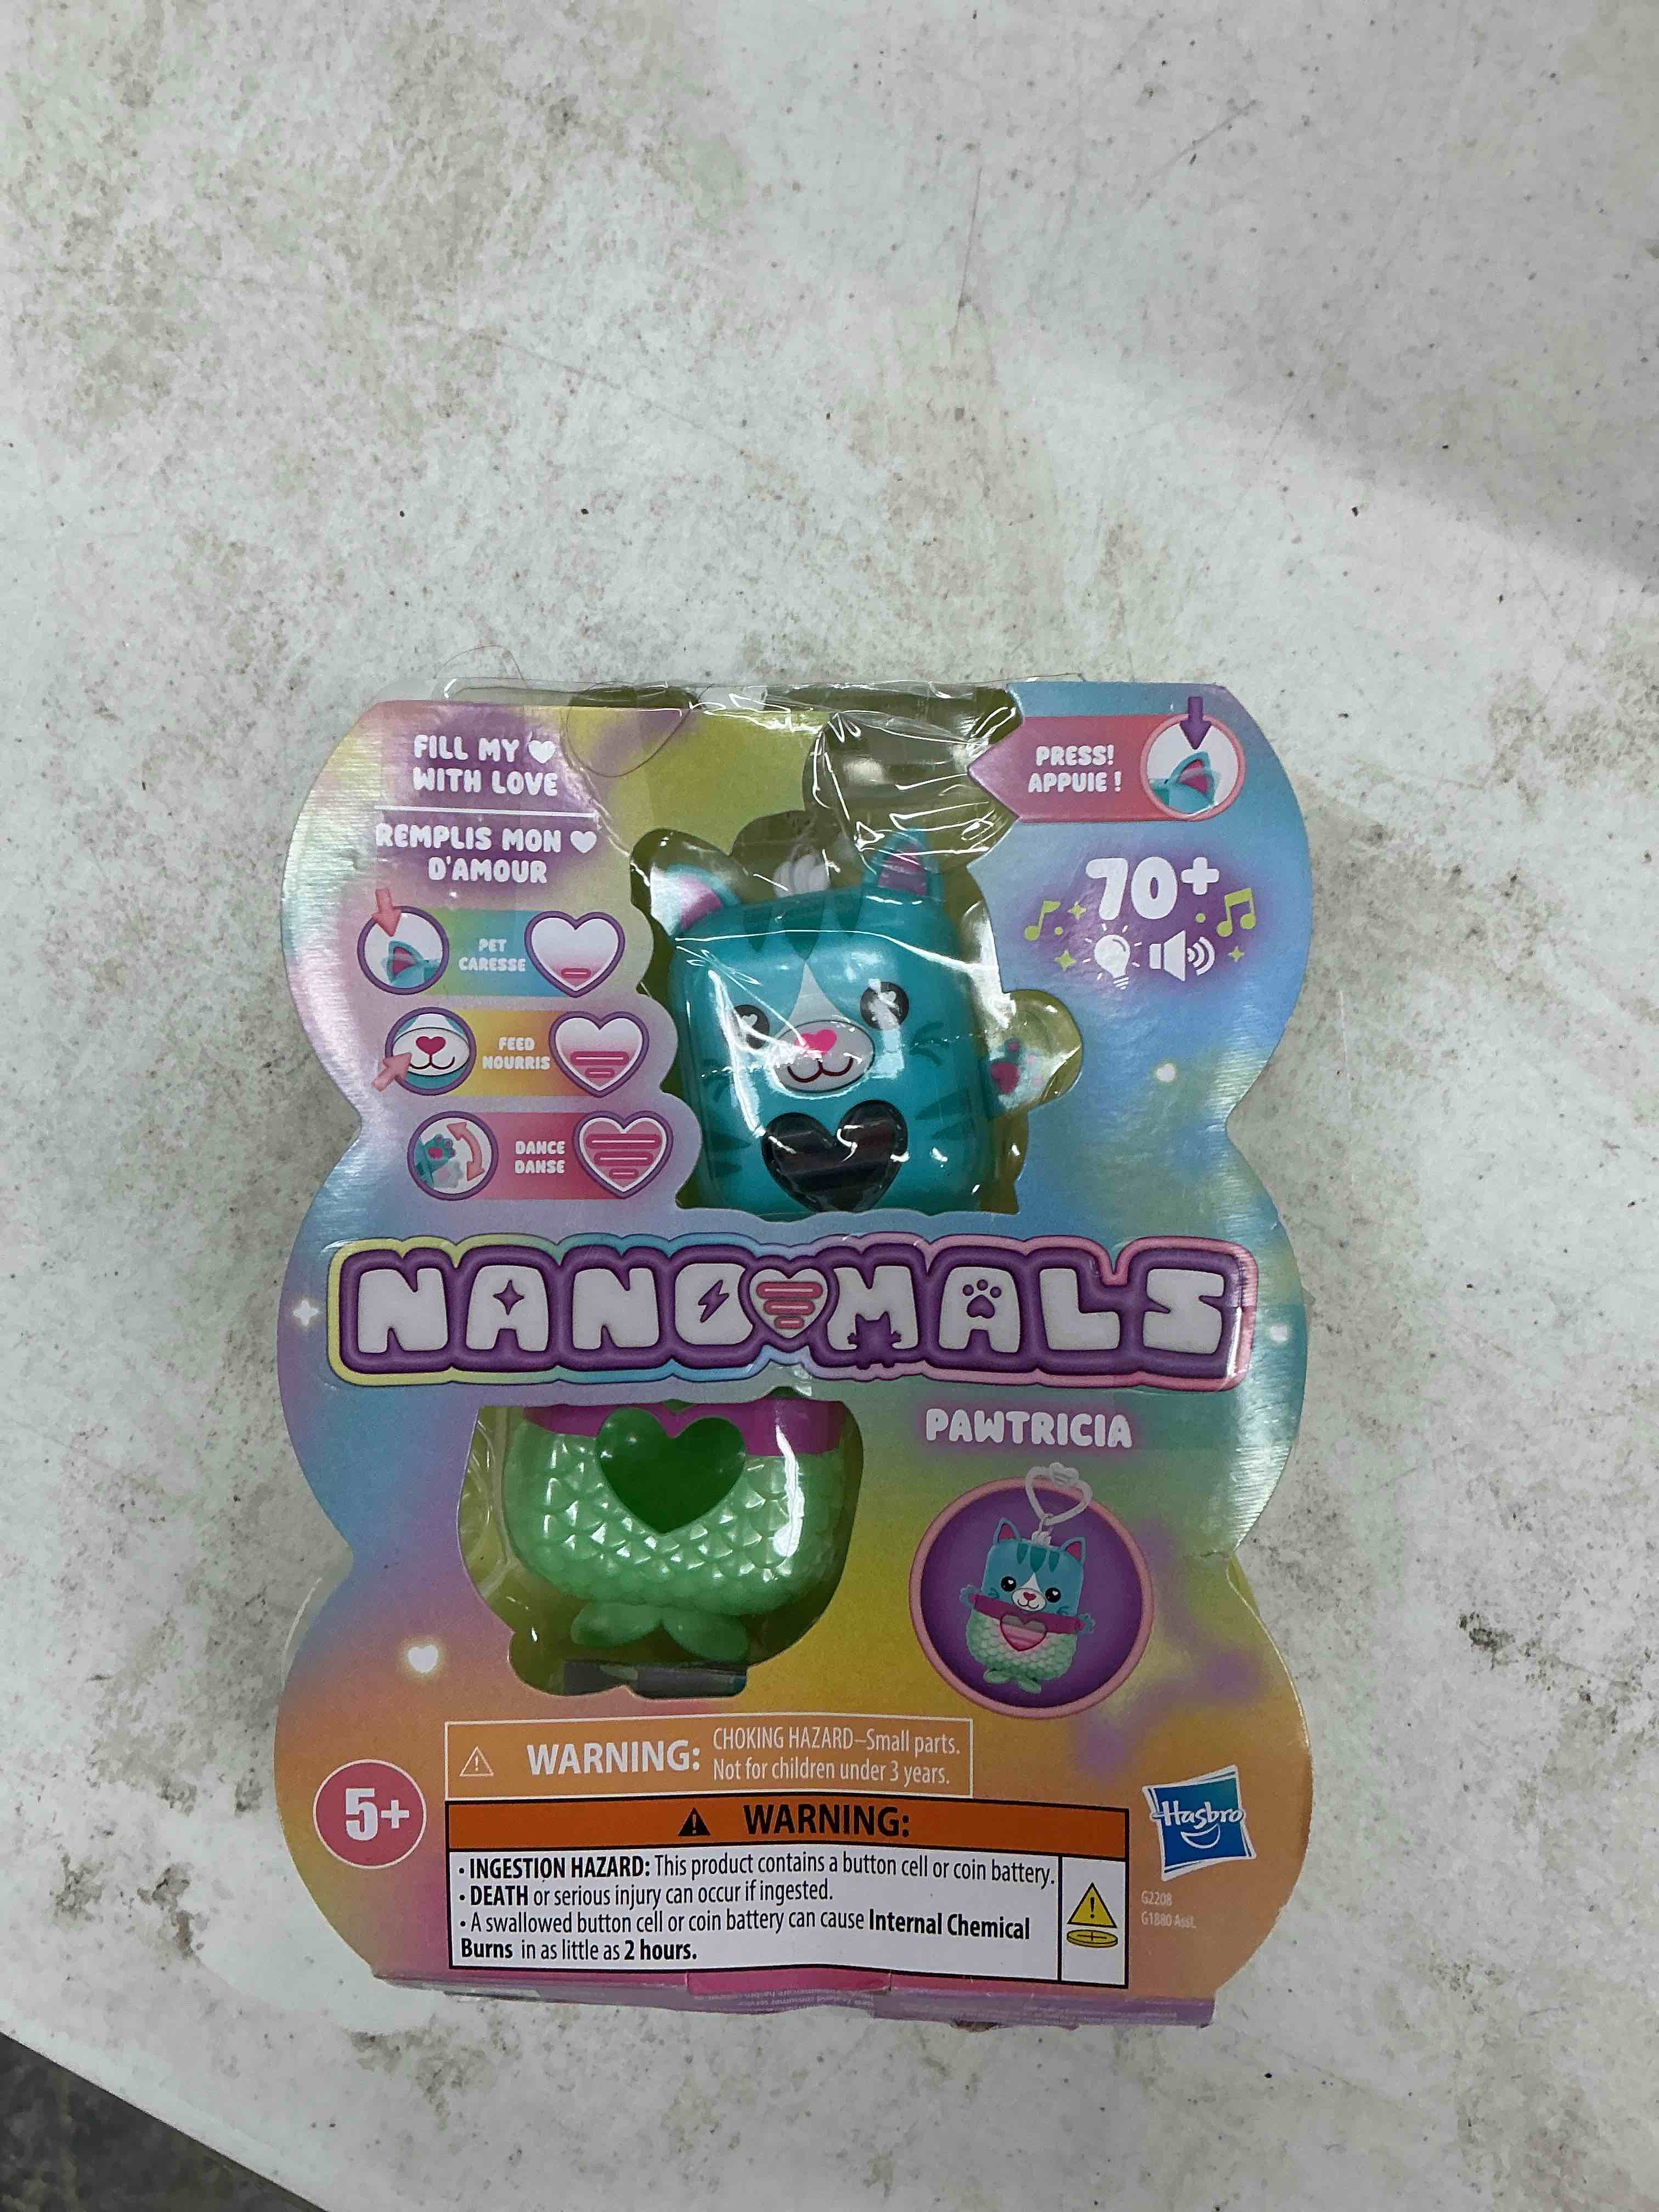 FILL MY
WITH LOVE
REMPLIS MON
D'AMOUR
PRESS!
APPUIE !
70+
PET
CARESSE
FEED
NOURRIS
DANCE
DANSE
NANO MALS
PAWTRICIA
WARNING: CHOKING HAZARD–Small parts.
Not for children under 3 years.
5+
WARNING:
• INGESTION HAZARD: This product contains a button cell or coin battery.
• DEATH or serious injury can occur if ingested.
• A swallowed button cell or coin battery can cause Internal Chemical
Burns in as little as 2 hours.
Hasbro
G2208
G1880 Asst.